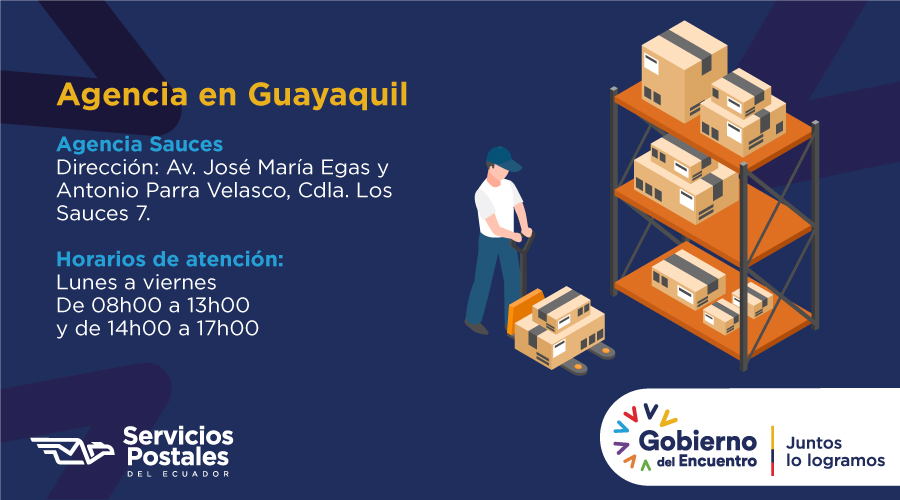 Agencia en Guayaquil
Agencia Sauces
Dirección: Av. José María Egas y
Antonio Parra Velasco, Cdla. Los
Sauces 7.
Horarios de atención:
Lunes a viernes
De 08h00 a 13h00
y de 14h00 a 17h00
Servicios
Postales
DEL ECUADOR
Gobierno
del Encuentro
Juntos
lo logramos